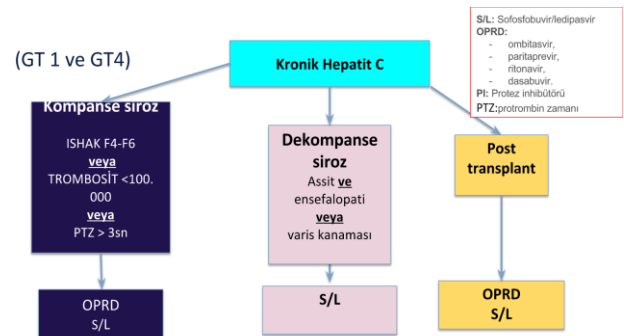 (GT 1 ve GT4)
Kronik Hepatit C
S/L: Sofosfobuvir/ledipasvir
OPRD:
- ombitasvir,
- paritaprevir,
- ritonavir,
- dasabuvir.
PI: Protez inhibütörü
PTZ:protrombin zamanı
Kompanse siroz
ISHAK F4-F6
veya
TROMBOSİT <100.
000
veya
PTZ > 3sn
Dekompanse
siroz
Assit ve
ensefalopati
veya
varis kanaması
Post
transplant
OPRD
S/L
S/L
OPRD
S/L